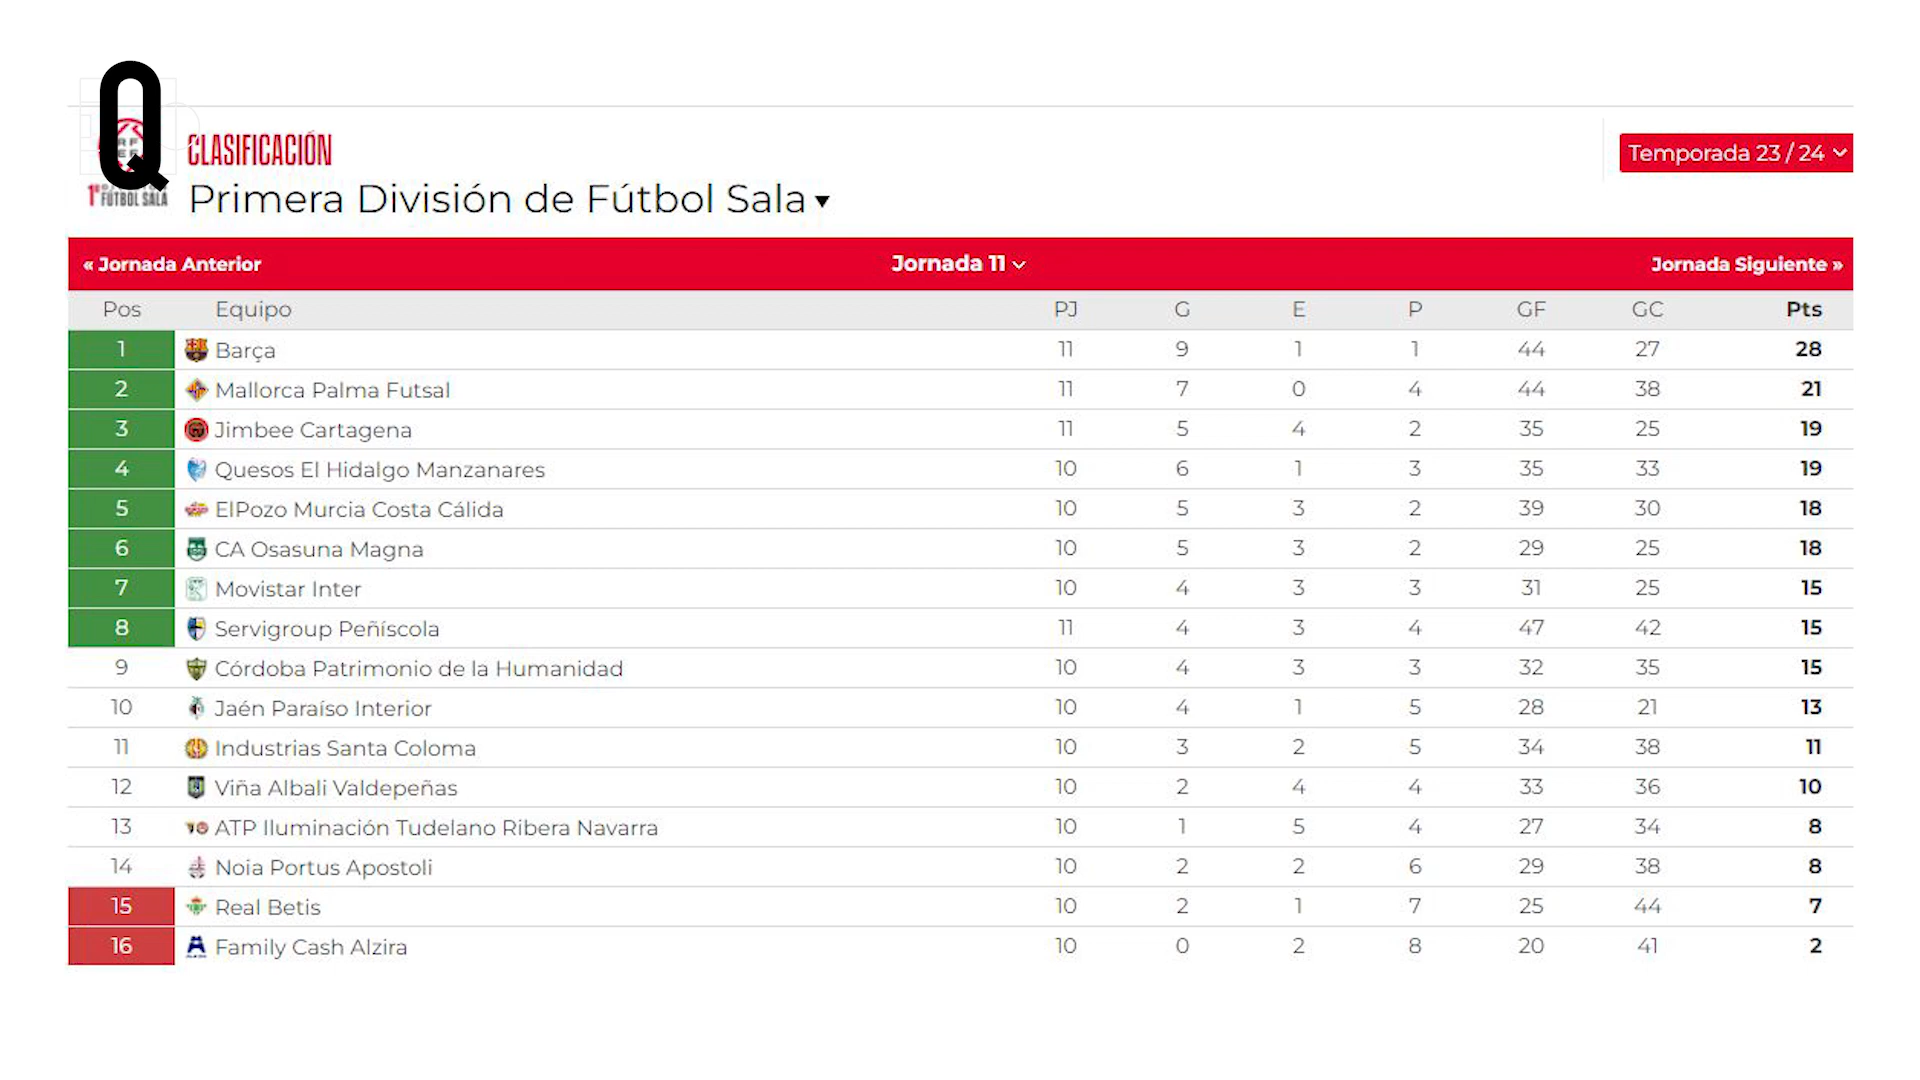 Q
CLASIFICACIÓN
Temporada 23 / 24
1ª FÚTBOL SALA
Primera División de Fútbol Sala
« Jornada Anterior Jornada 11 Jornada Siguiente »
Pos Equipo PJ G E P GF GC Pts
1 Barça 11 9 1 1 44 27 28
2 Mallorca Palma Futsal 11 7 0 4 44 38 21
3 Jimbee Cartagena 11 5 4 2 35 25 19
4 Quesos El Hidalgo Manzanares 10 6 1 3 35 33 19
5 ElPozo Murcia Costa Cálida 10 5 3 2 39 30 18
6 CA Osasuna Magna 10 5 3 2 29 25 18
7 Movistar Inter 10 4 3 3 31 25 15
8 Servigroup Peñíscola 11 4 3 4 47 42 15
9 Córdoba Patrimonio de la Humanidad 10 4 3 3 32 35 15
10 Jaén Paraíso Interior 10 4 1 5 28 21 13
11 Industrias Santa Coloma 10 3 2 5 34 38 11
12 Viña Albali Valdepeñas 10 2 4 4 33 36 10
13 ATP Iluminación Tudelano Ribera Navarra 10 1 5 4 27 34 8
14 Noia Portus Apostoli 10 2 2 6 29 38 8
15 Real Betis 10 2 1 7 25 44 7
16 Family Cash Alzira 10 0 2 8 20 41 2